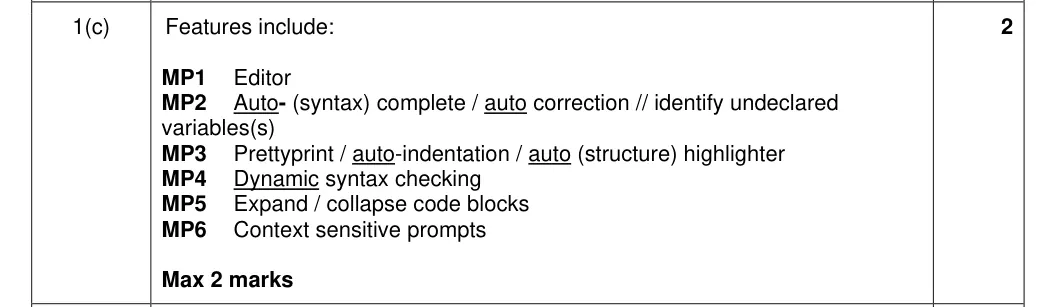 1(c) Features include: 2
MP1 Editor
MP2 Auto- (syntax) complete / auto correction // identify undeclared
variables(s)
MP3 Prettyprint / auto-indentation / auto (structure) highlighter
MP4 Dynamic syntax checking
MP5 Expand / collapse code blocks
MP6 Context sensitive prompts
Max 2 marks